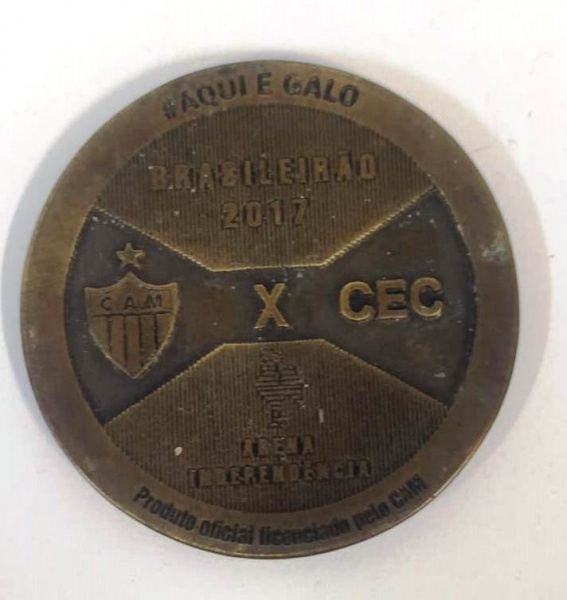 #AQUI É GALO
BRASILEIRÃO
2017
CAM
X
CEC
ARENA
INDEPENDÊNCIA
Produto oficial licenciado pelo CAM